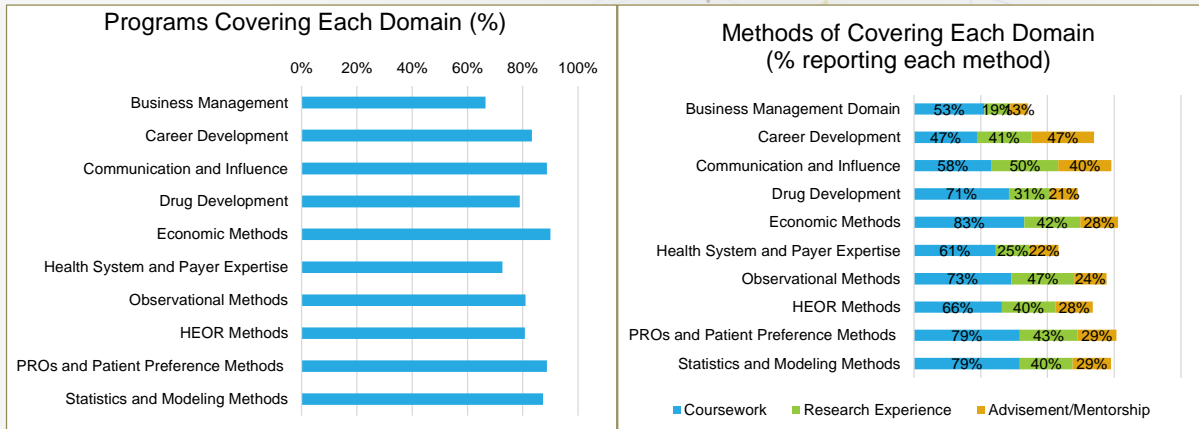 Programs Covering Each Domain (%)
0% 20% 40% 60% 80% 100%
Business Management
Career Development
Communication and Influence
Drug Development
Economic Methods
Health System and Payer Expertise
Observational Methods
HEOR Methods
PROs and Patient Preference Methods
Statistics and Modeling Methods
Methods of Covering Each Domain
(% reporting each method)
Business Management Domain 53% 19% 13%
Career Development 47% 41% 47%
Communication and Influence 58% 50% 40%
Drug Development 71% 31% 21%
Economic Methods 83% 42% 28%
Health System and Payer Expertise 61% 25% 22%
Observational Methods 73% 47% 24%
HEOR Methods 66% 40% 28%
PROs and Patient Preference Methods 79% 43% 29%
Statistics and Modeling Methods 79% 40% 29%
Coursework Research Experience Advisement/Mentorship